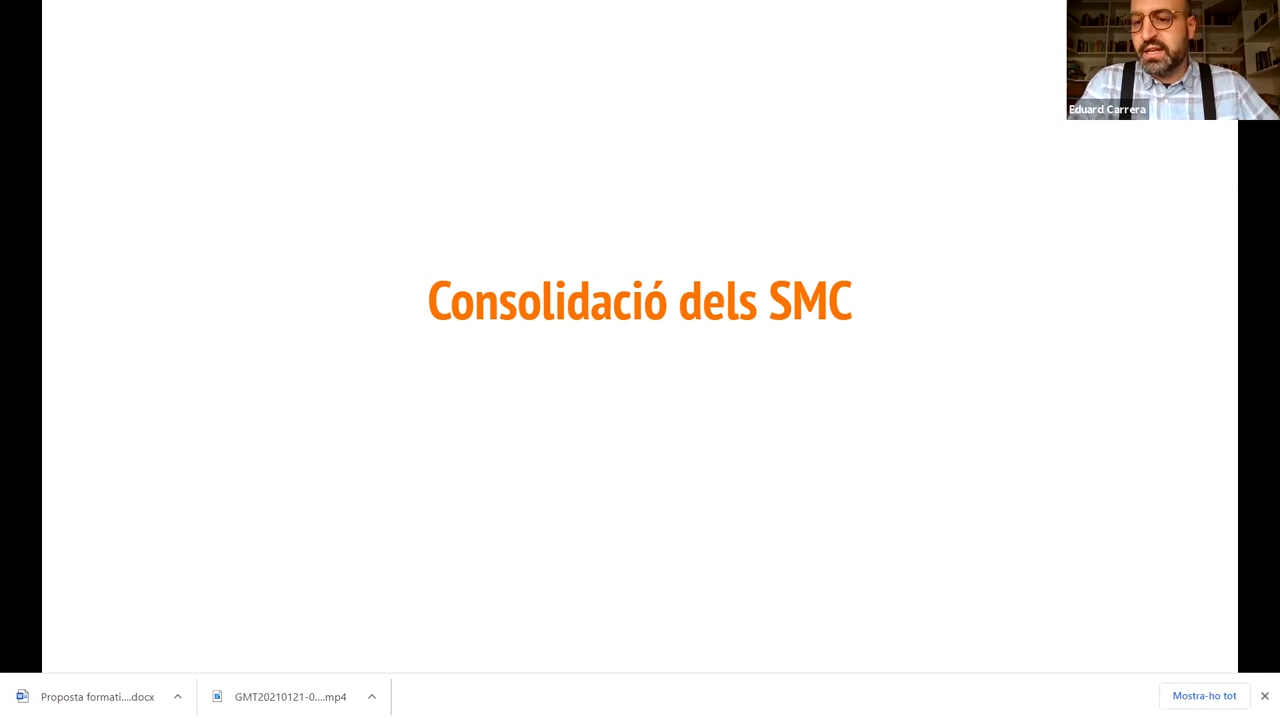 Eduard Carrera
Consolidació dels SMC
Proposta formati....docx
GMT20210121-0....mp4
Mostra-ho tot